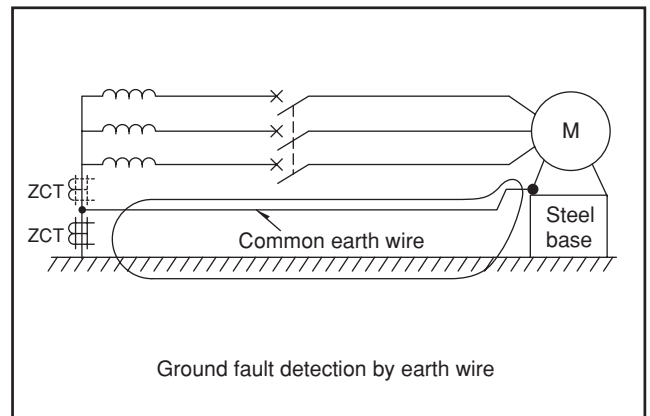 M
ZCT
ZCT
Common earth wire
Steel
base
Ground fault detection by earth wire